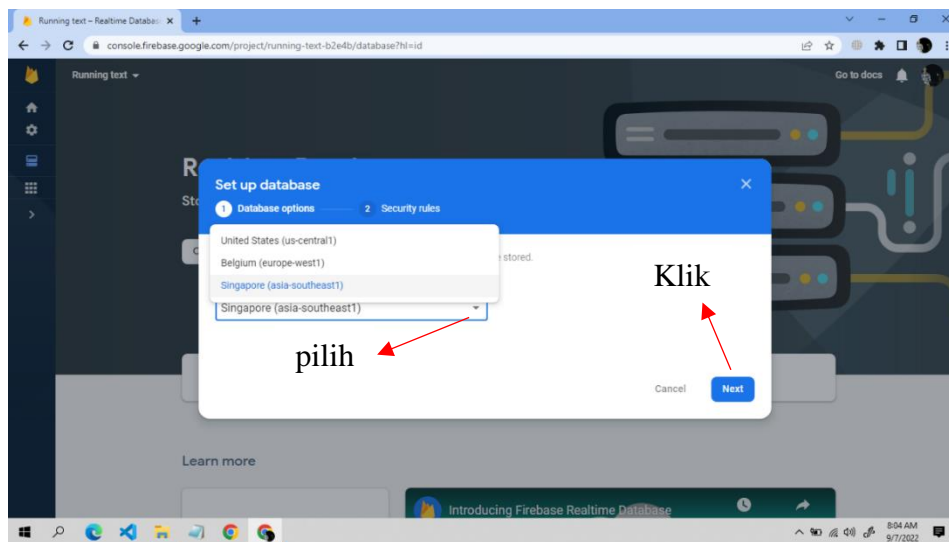 Running text – Realtime Databas
console.firebase.google.com/project/running-text-b2e4b/database?hl=id
Running text
Go to docs
Set up database
1 Database options
2 Security rules
United States (us-central1)
Belgium (europe-west1)
stored.
Singapore (asia-southeast1)
Singapore (asia-southeast1)
Klik
pilih
Cancel
Next
Learn more
Introducing Firebase Realtime Database
8:04 AM
9/7/2022